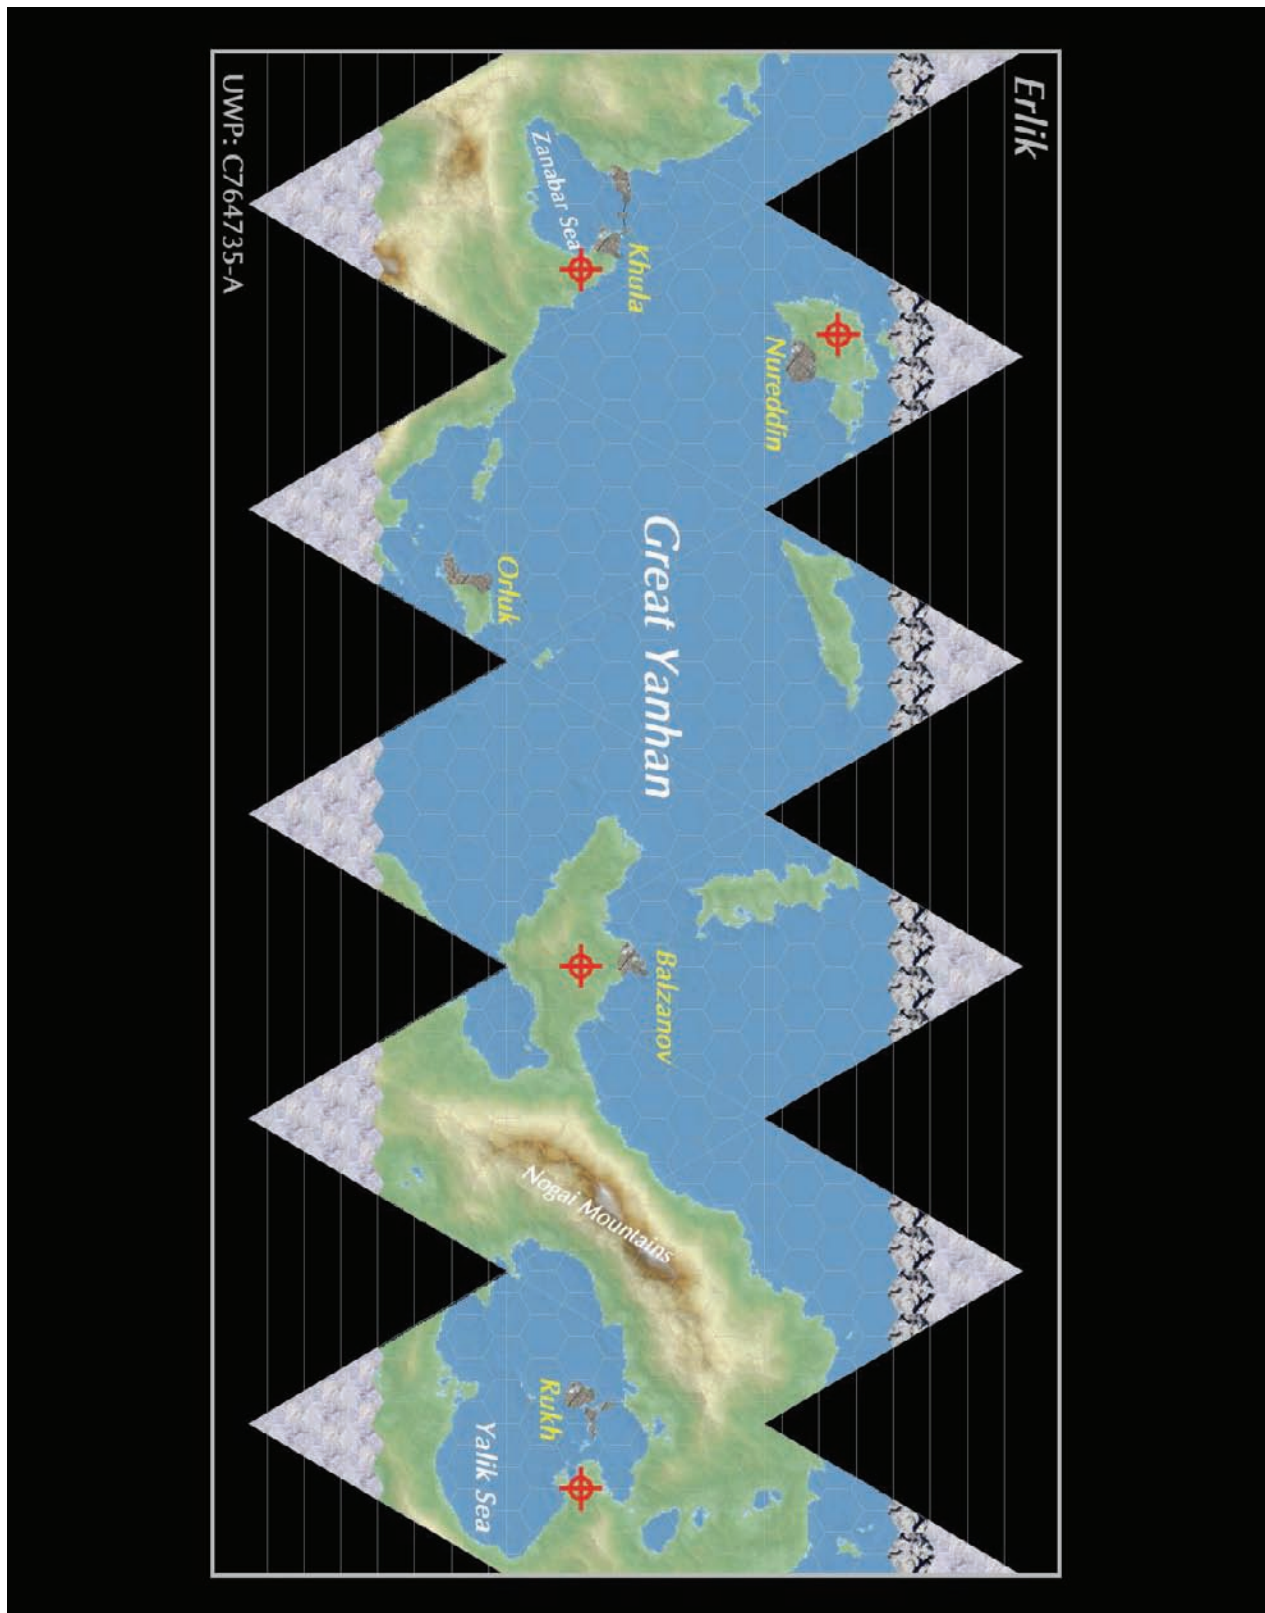 Erlik
Nureddin
Khula
Zanabar Sea
Great Yanhan
Orluk
Balzanov
Nogai Mountains
Rukh
Yalik Sea
UWP: C764735-A